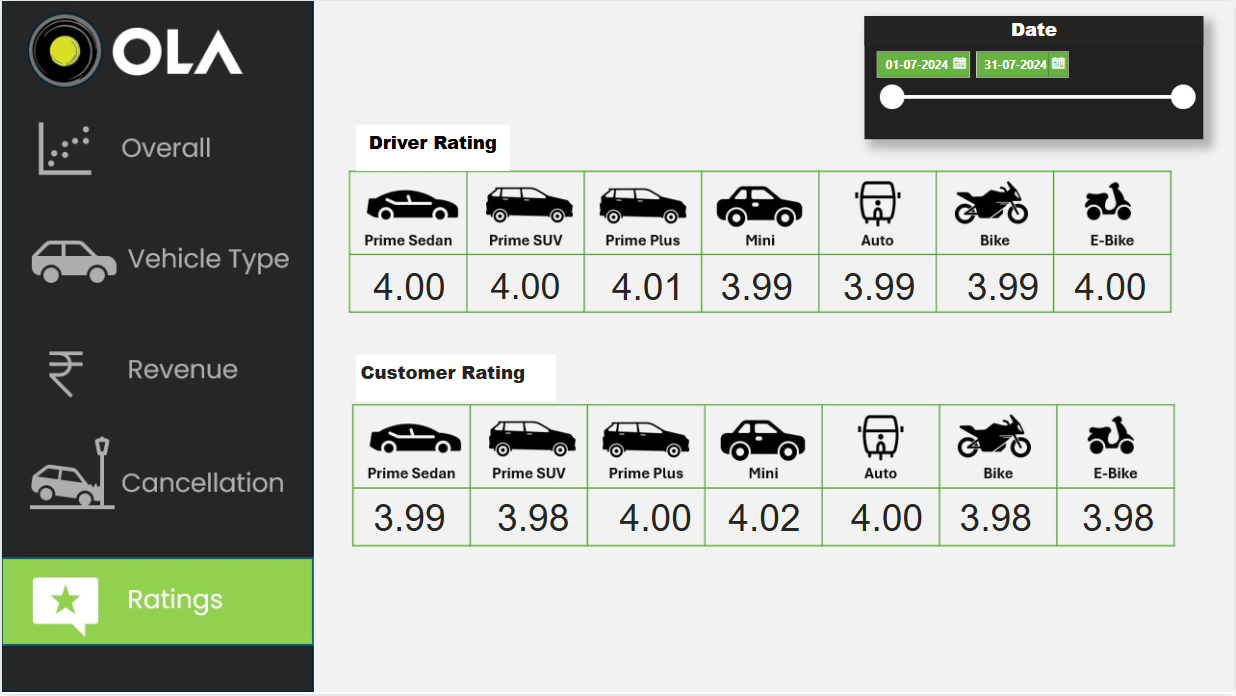 OLA
Date
01-07-2024 31-07-2024
Overall
Driver Rating
Prime Sedan Prime SUV Prime Plus Mini Auto Bike E-Bike
4.00 4.00 4.01 3.99 3.99 3.99 4.00
Vehicle Type
Revenue
Customer Rating
Prime Sedan Prime SUV Prime Plus Mini Auto Bike E-Bike
3.99 3.98 4.00 4.02 4.00 3.98 3.98
Cancellation
Ratings